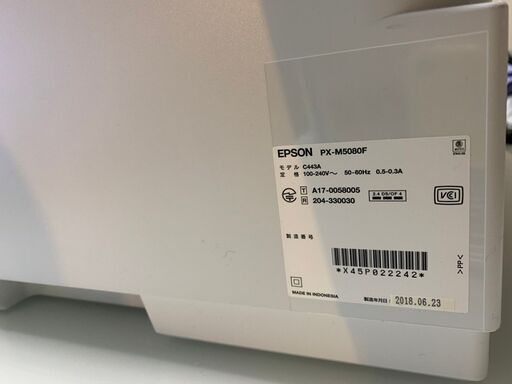 EPSON PX-M5080F
モデル C443A
定 格 100-240V～ 50-60Hz 0.5-0.3A
T A17-0058005
R 204-330030
2.4 DS/OF 4
VCCI
製造番号
*X45P022242*
>PP<
MADE IN INDONESIA
製造年月日: 2018.06.23